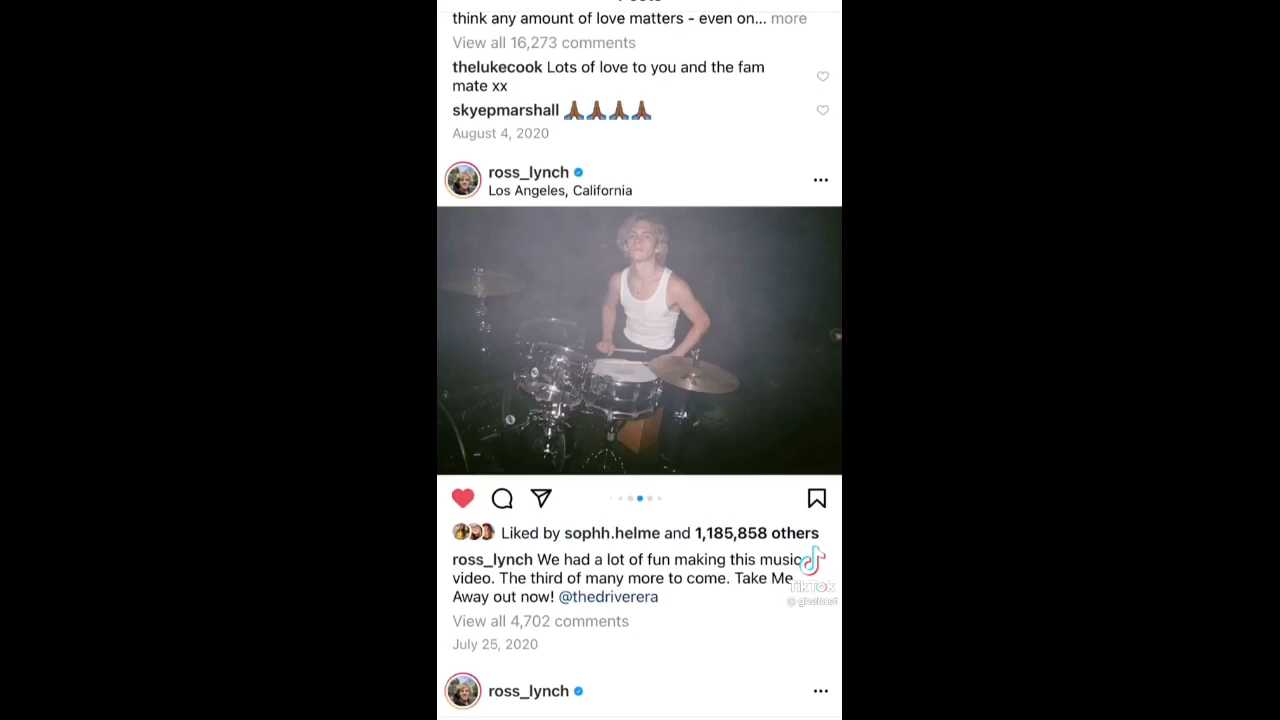 think any amount of love matters - even on... more
View all 16,273 comments
thelukecook Lots of love to you and the fam
mate xx
skyepmarshall 🙏🏾🙏🏾🙏🏾🙏🏾
August 4, 2020
ross_lynch
Los Angeles, California
Liked by sophh.helme and 1,185,858 others
ross_lynch We had a lot of fun making this music
video. The third of many more to come. Take Me
Away out now! @thedriverera
View all 4,702 comments
TikTok
July 25, 2020
ross_lynch